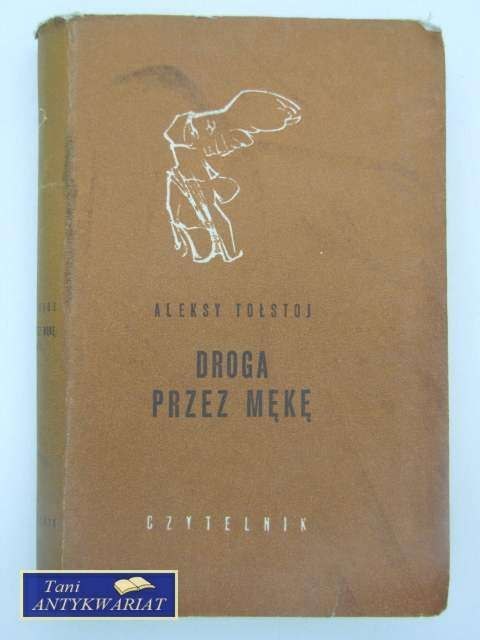 ALEKSY TOŁSTOJ
DROGA
PRZEZ MĘKĘ
CZYTELNIK
Tani
ANTYKWARIAT